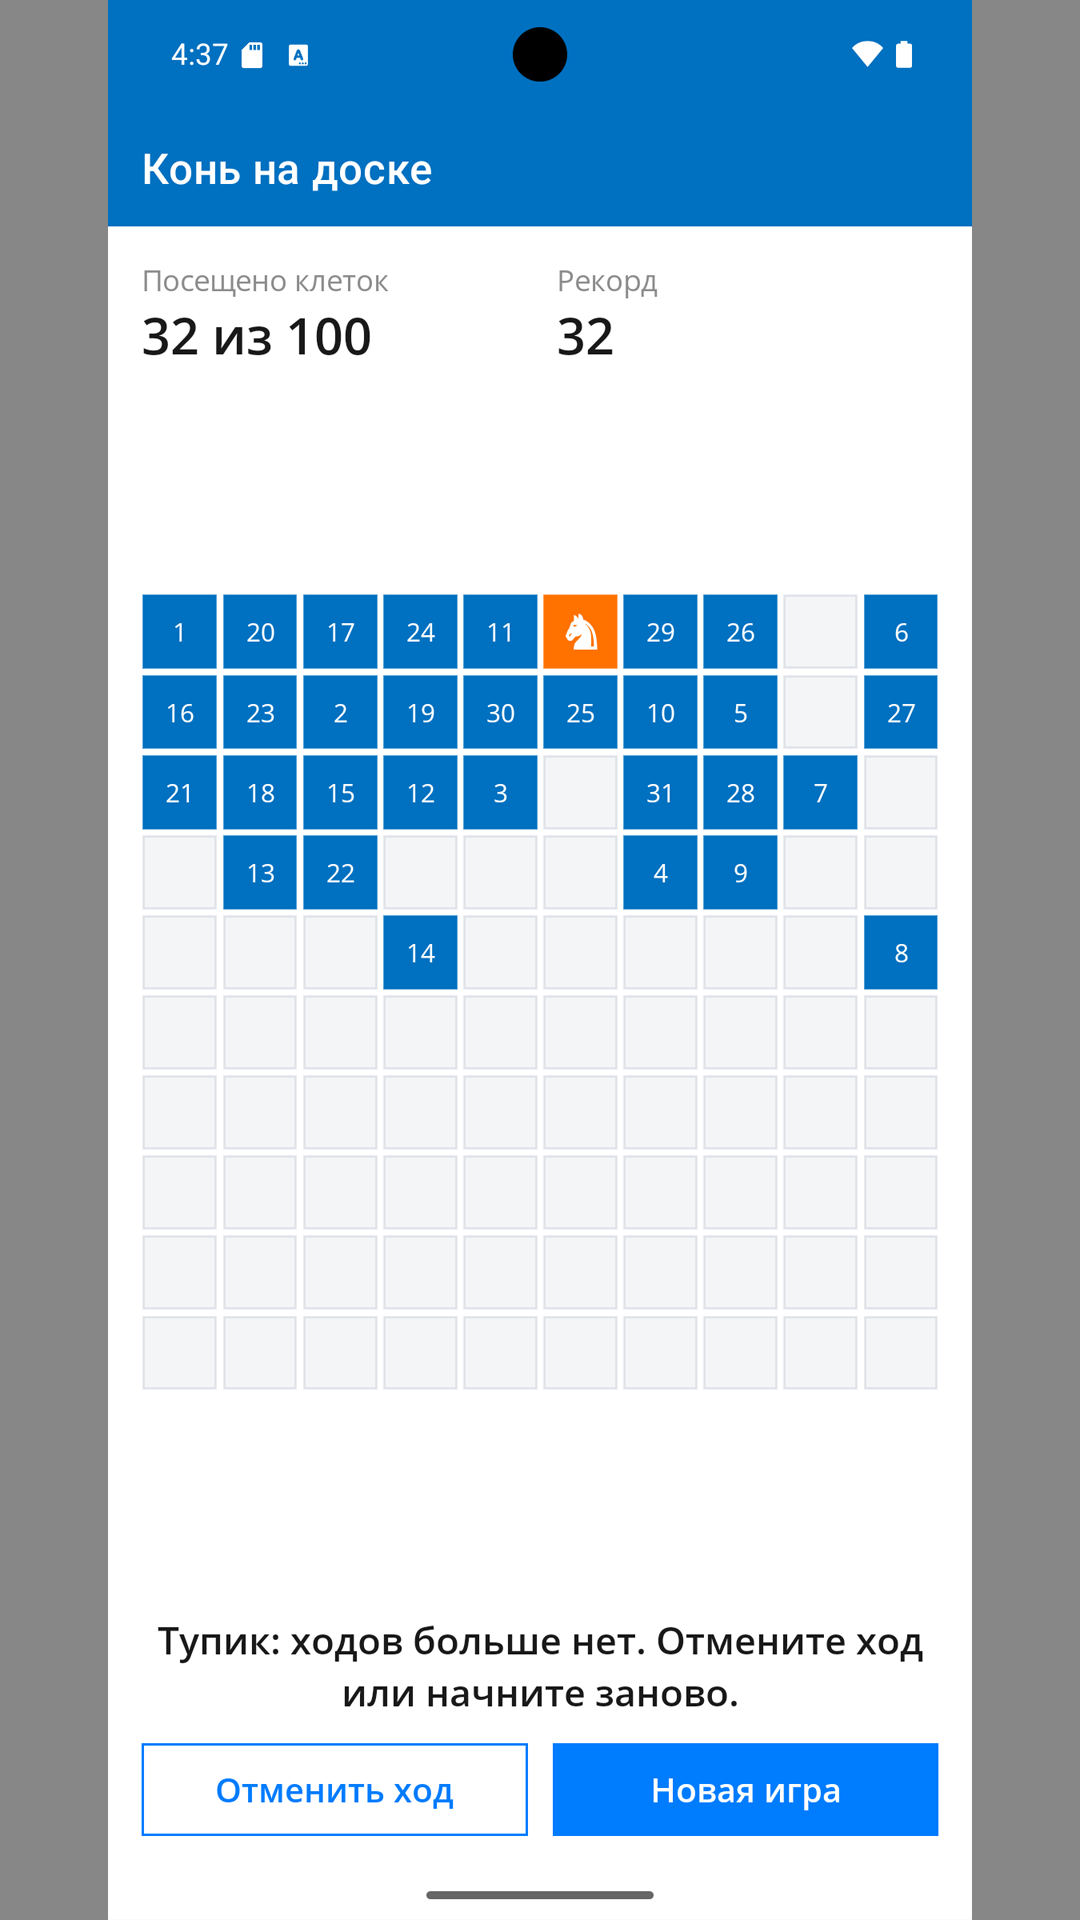 4:37
Конь на доске
Посещено клеток Рекорд
32 из 100 32
1 20 17 24 11 29 26 6
16 23 2 19 30 25 10 5 27
21 18 15 12 3 31 28 7
13 22 4 9
14 8
Тупик: ходов больше нет. Отмените ход
или начните заново.
Отменить ход Новая игра